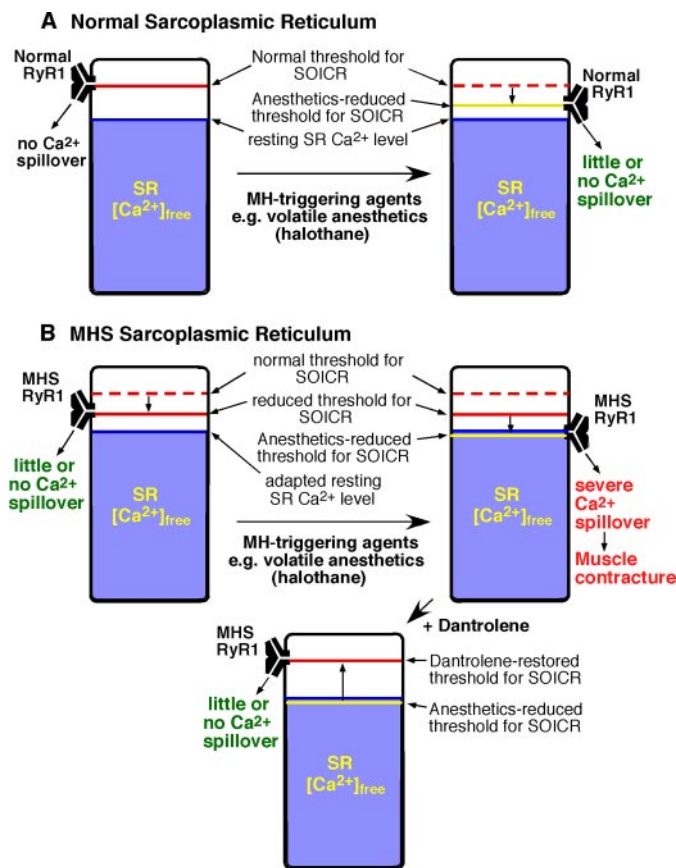 A Normal Sarcoplasmic Reticulum
Normal
RyR1
no Ca2+
spillover
SR
[Ca2+]free
Normal threshold for
SOICR
Anesthetics-reduced
threshold for SOICR
resting SR Ca2+ level
MH-triggering agents
e.g. volatile anesthetics
(halothane)
SR
[Ca2+]free
Normal
RyR1
little or
no Ca2+
spillover
B MHS Sarcoplasmic Reticulum
MHS
RyR1
little or
no Ca2+
spillover
SR
[Ca2+]free
normal threshold for
SOICR
reduced threshold for
SOICR
Anesthetics-reduced
threshold for SOICR
adapted resting
SR Ca2+ level
MH-triggering agents
e.g. volatile anesthetics
(halothane)
SR
[Ca2+]free
MHS
RyR1
severe
Ca2+
spillover
Muscle
contracture
+ Dantrolene
MHS
RyR1
little or
no Ca2+
spillover
SR
[Ca2+]free
Dantrolene-restored
threshold for SOICR
Anesthetics-reduced
threshold for SOICR